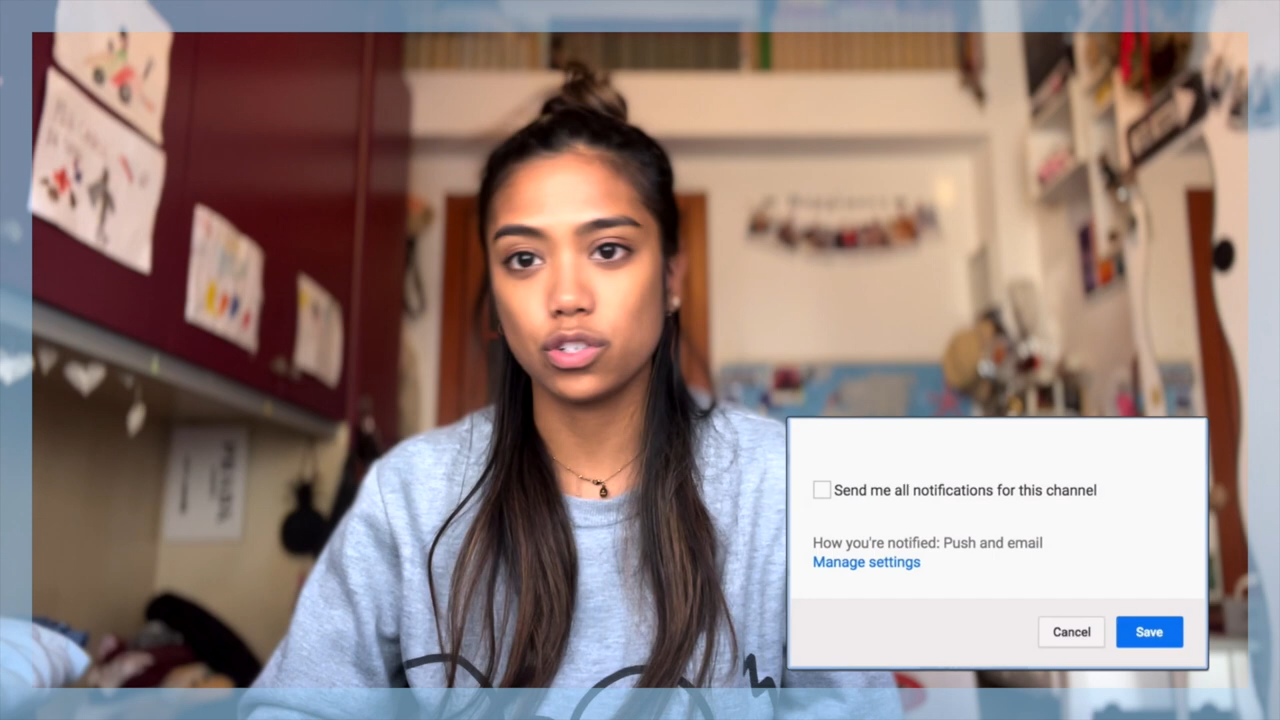 Send me all notifications for this channel
How you're notified: Push and email
Manage settings
Cancel
Save